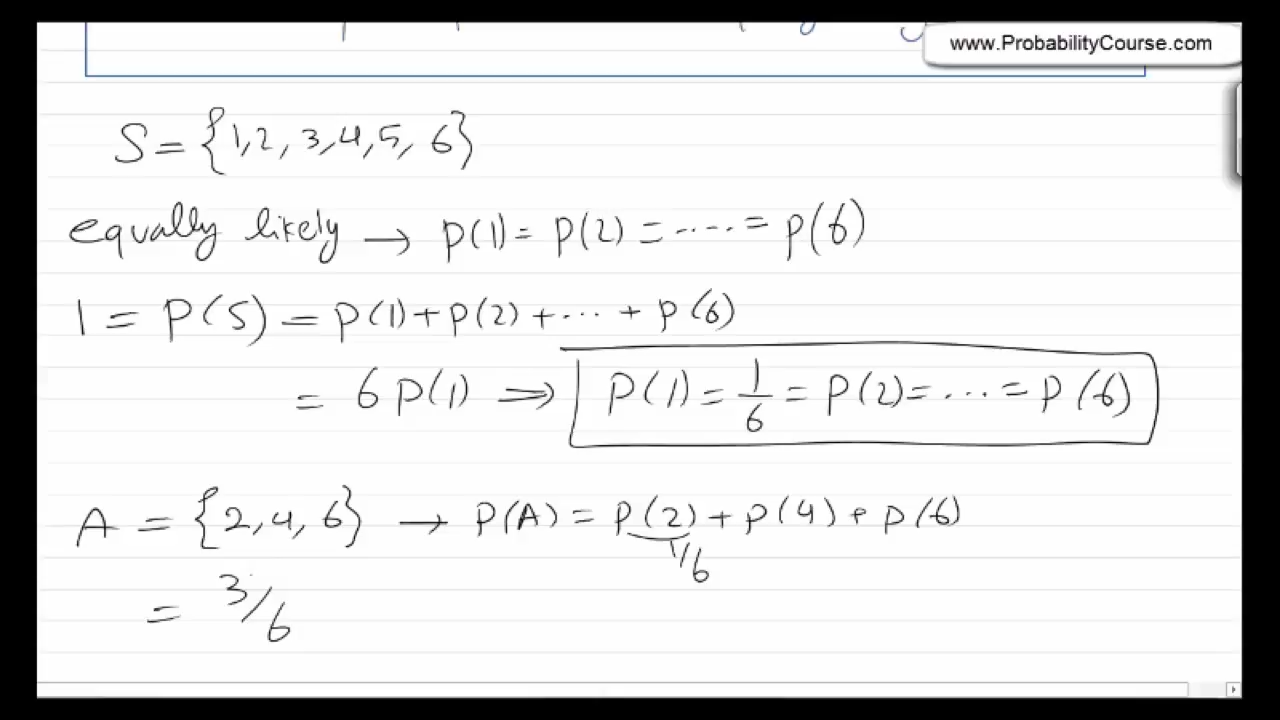 www.ProbabilityCourse.com
S = {1,2, 3,4,5, 6}
equally likely → P(1) = P(2) = ..... = P(6)
1 = P(S) = P(1) + P(2) + ... + P(6)
= 6 P(1) ⇒ P(1) = 1/6 = P(2) = ... = P(6)
A = {2,4, 6} → P(A) = P(2) + P(4) + P(6)
1/6
= 3/6